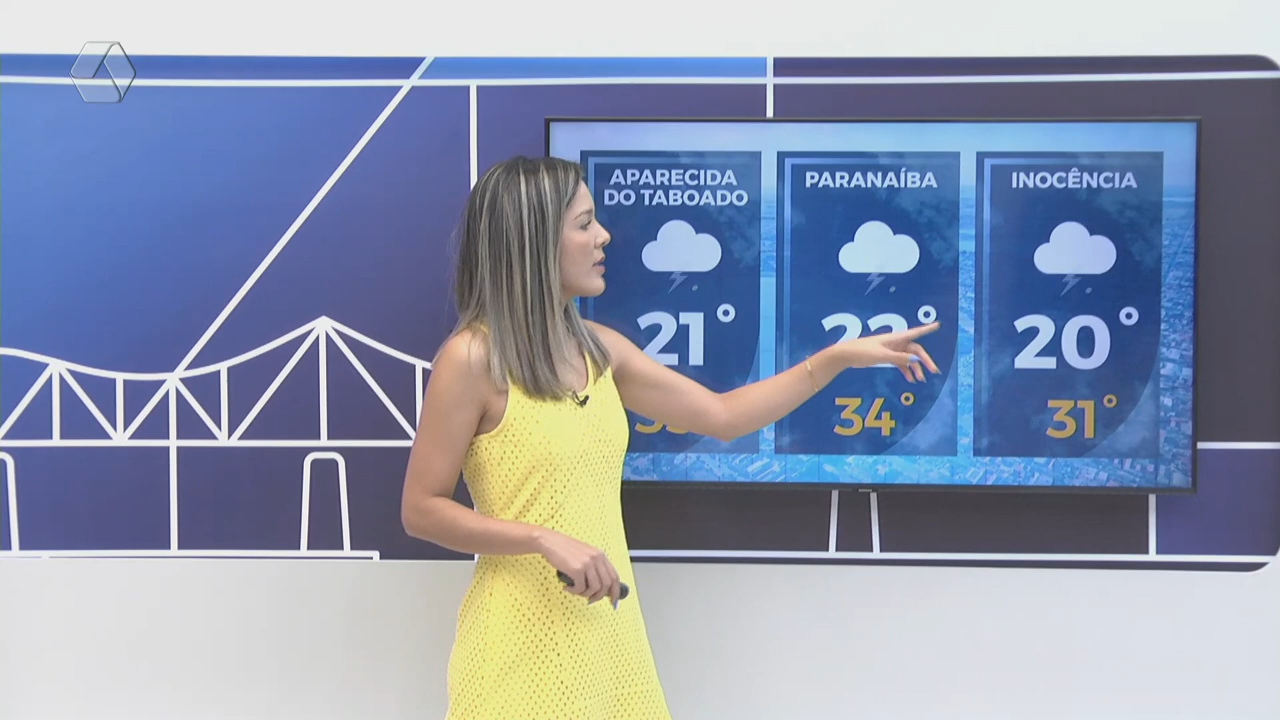 APARECIDA
DO TABOADO
21°
PARANAÍBA
34°
INOCÊNCIA
20°
31°